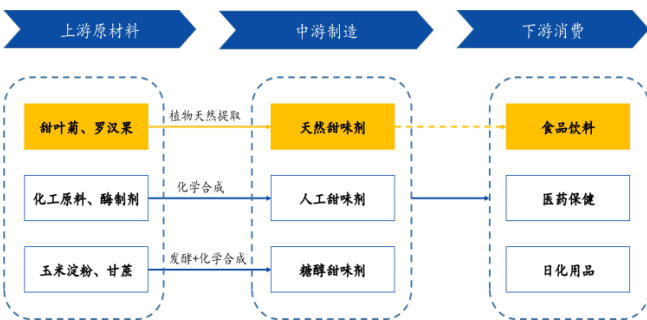 上游原材料
中游制造
下游消费
甜叶菊、罗汉果
植物天然提取
天然甜味剂
食品饮料
化工原料、酶制剂
化学合成
人工甜味剂
医药保健
玉米淀粉、甘蔗
发酵+化学合成
糖醇甜味剂
日化用品